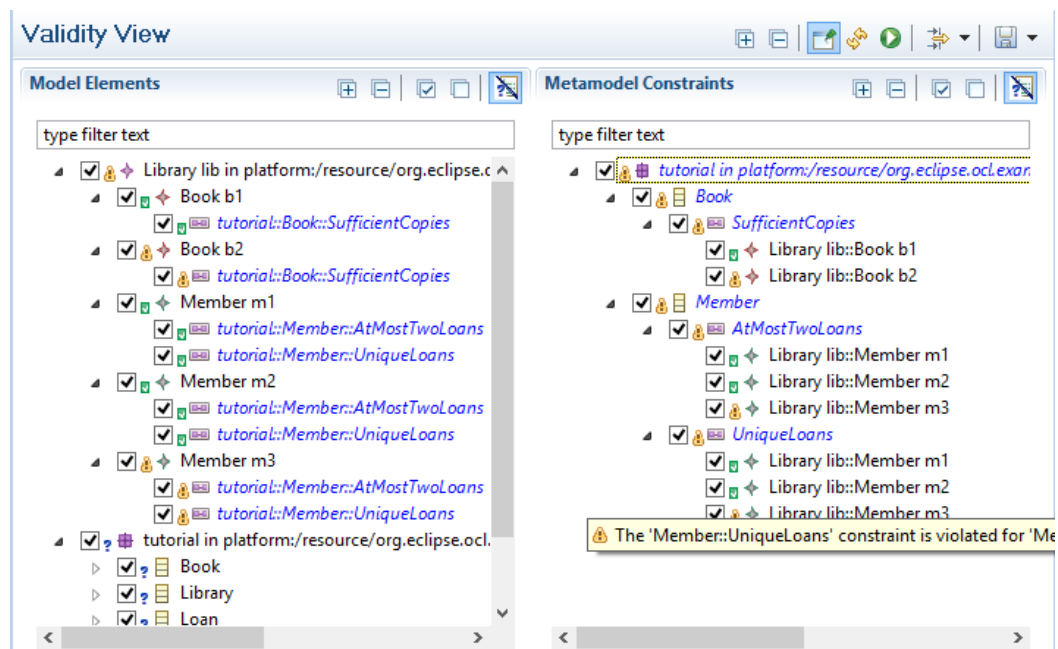 Validity View
Model Elements
type filter text
Library lib in platform:/resource/org.eclipse.o
Book b1
tutorial::Book::SufficientCopies
Book b2
tutorial::Book::SufficientCopies
Member m1
tutorial::Member::AtMostTwoLoans
tutorial::Member::UniqueLoans
Member m2
tutorial::Member::AtMostTwoLoans
tutorial::Member::UniqueLoans
Member m3
tutorial::Member::AtMostTwoLoans
tutorial::Member::UniqueLoans
tutorial in platform:/resource/org.eclipse.ocl.
Book
Library
Loan
Metamodel Constraints
type filter text
tutorial in platform:/resource/org.eclipse.ocl.exam
Book
SufficientCopies
Library lib::Book b1
Library lib::Book b2
Member
AtMostTwoLoans
Library lib::Member m1
Library lib::Member m2
Library lib::Member m3
UniqueLoans
Library lib::Member m1
Library lib::Member m2
Library lib::Member m3
The 'Member::UniqueLoans' constraint is violated for 'Me